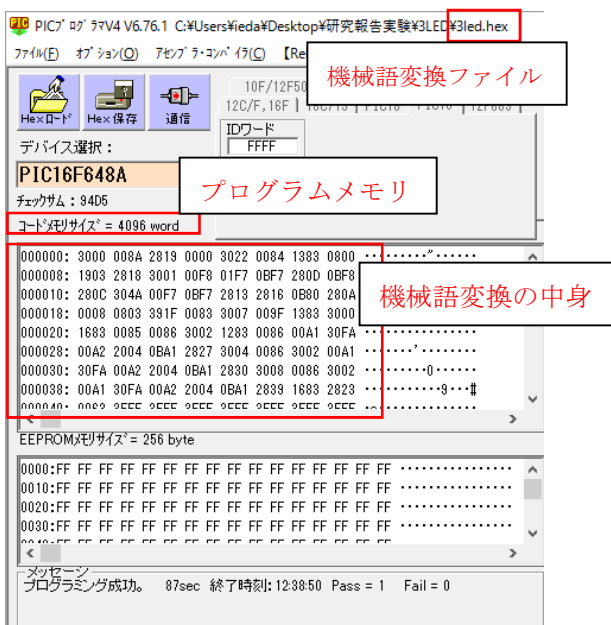 PICプログラマV4 V6.76.1 C:¥Users¥ieda¥Desktop¥研究報告実験¥3LED¥3led.hex
ファイル(F) オプション(O) アセンブラ・コンパイラ(C)
機械語変換ファイル
Hexロード Hex保存 通信
10F/12F50
12C/F,16F
IDワード
FFFF
デバイス選択：
PIC16F648A
プログラムメモリ
チェックサム：94D5
コードメモリサイズ = 4096 word
000000: 3000 008A 2819 0000 3022 0084 1383 0800 ·········"······
000008: 1903 2818 3001 00F8 01F7 0BF7 280D 0BF8
000010: 280C 304A 00F7 0BF7 2813 2816 0B80 280A
機械語変換の中身
000018: 0008 0803 391F 0083 3007 009F 1383 3000
000020: 1683 0085 0086 3002 1283 0086 00A1 30FA
000028: 00A2 2004 0BA1 2827 3004 0086 3002 00A1 ·······'········
000030: 30FA 00A2 2004 0BA1 2830 3008 0086 3002 ·········0······
000038: 00A1 30FA 00A2 2004 0BA1 2839 1683 2823 ···········9···#
EEPROMメモリサイズ = 256 byte
0000:FF FF FF FF FF FF FF FF FF FF FF FF FF FF FF FF ················
0010:FF FF FF FF FF FF FF FF FF FF FF FF FF FF FF FF ················
0020:FF FF FF FF FF FF FF FF FF FF FF FF FF FF FF FF ················
0030:FF FF FF FF FF FF FF FF FF FF FF FF FF FF FF FF ················
メッセージ
プログラミング成功。 87sec 終了時刻:12:38:50 Pass = 1 Fail = 0